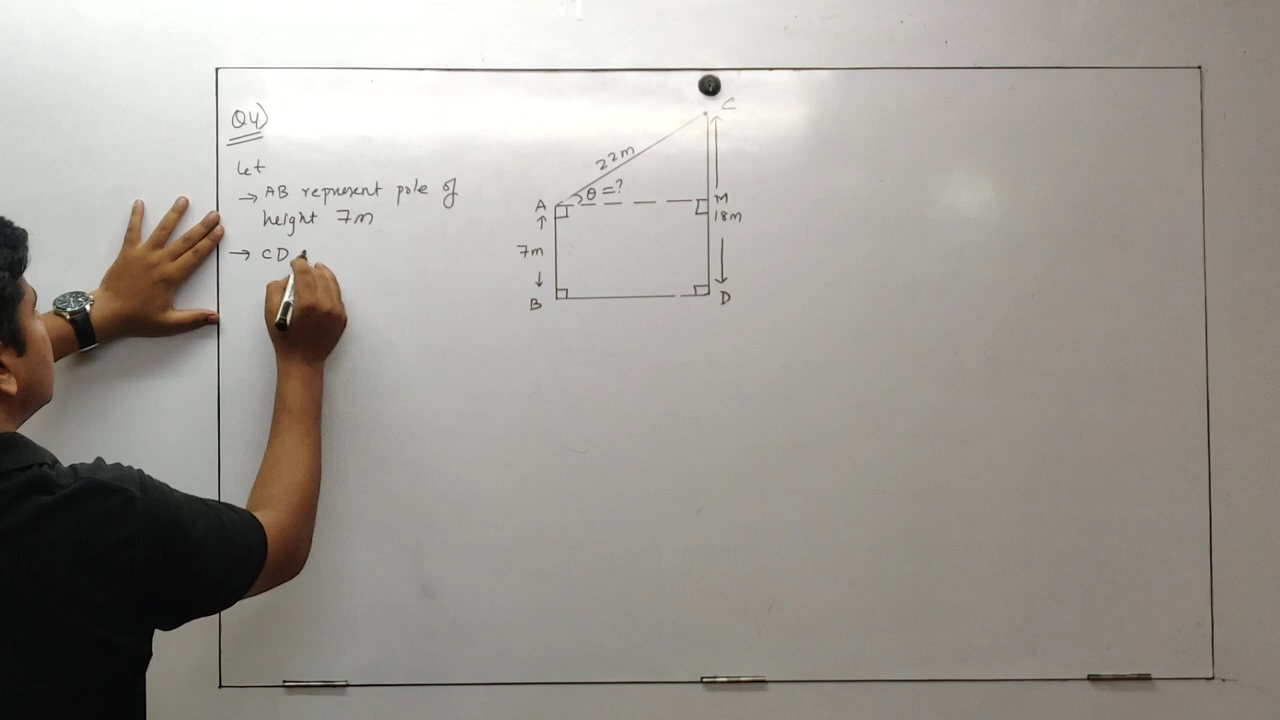 Q4)
Let
→ AB represent pole of
height 7m
→ CD
C
22m
θ=?
A
M
18m
7m
B
D